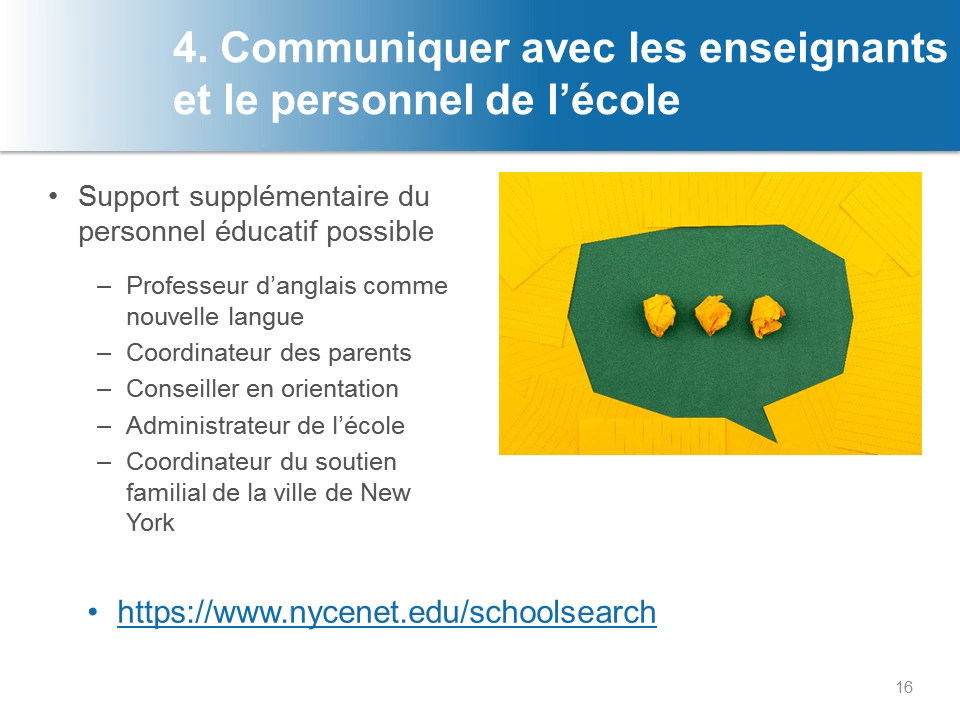 4. Communiquer avec les enseignants
et le personnel de l’école
• Support supplémentaire du
personnel éducatif possible
– Professeur d’anglais comme
nouvelle langue
– Coordinateur des parents
– Conseiller en orientation
– Administrateur de l’école
– Coordinateur du soutien
familial de la ville de New
York
• https://www.nycenet.edu/schoolsearch
16